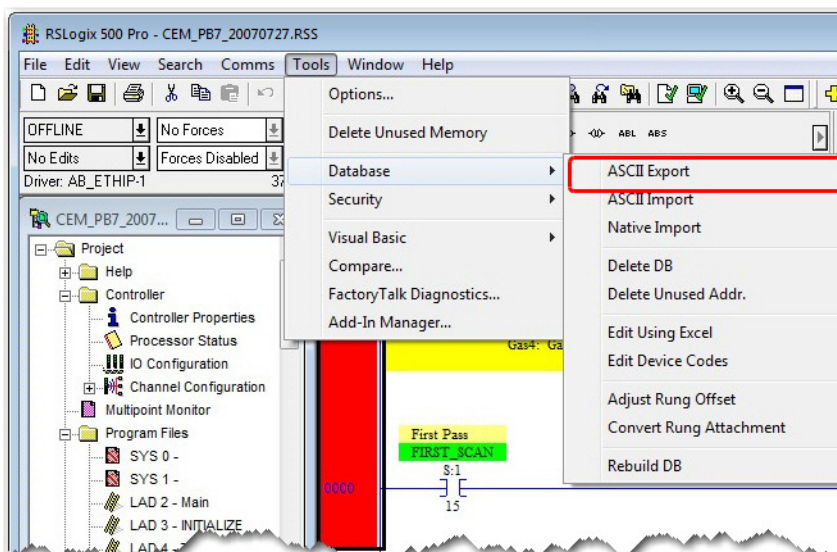 RSLogix 500 Pro - CEM_PB7_20070727.RSS
File Edit View Search Comms Tools Window Help
OFFLINE No Forces
No Edits Forces Disabled
Driver: AB_ETHIP-1
ABL ABS
Options...
Delete Unused Memory
Database
Security
Visual Basic
Compare...
FactoryTalk Diagnostics...
Add-In Manager...
ASCII Export
ASCII Import
Native Import
Delete DB
Delete Unused Addr.
Edit Using Excel
Edit Device Codes
Adjust Rung Offset
Convert Rung Attachment
Rebuild DB
CEM_PB7_2007...
Project
Help
Controller
Controller Properties
Processor Status
IO Configuration
Channel Configuration
Multipoint Monitor
Program Files
SYS 0 -
SYS 1 -
LAD 2 - Main
LAD 3 - INITIALIZE
LAD 4 -
Gas4:
First Pass
FIRST_SCAN
S:1
0000
15